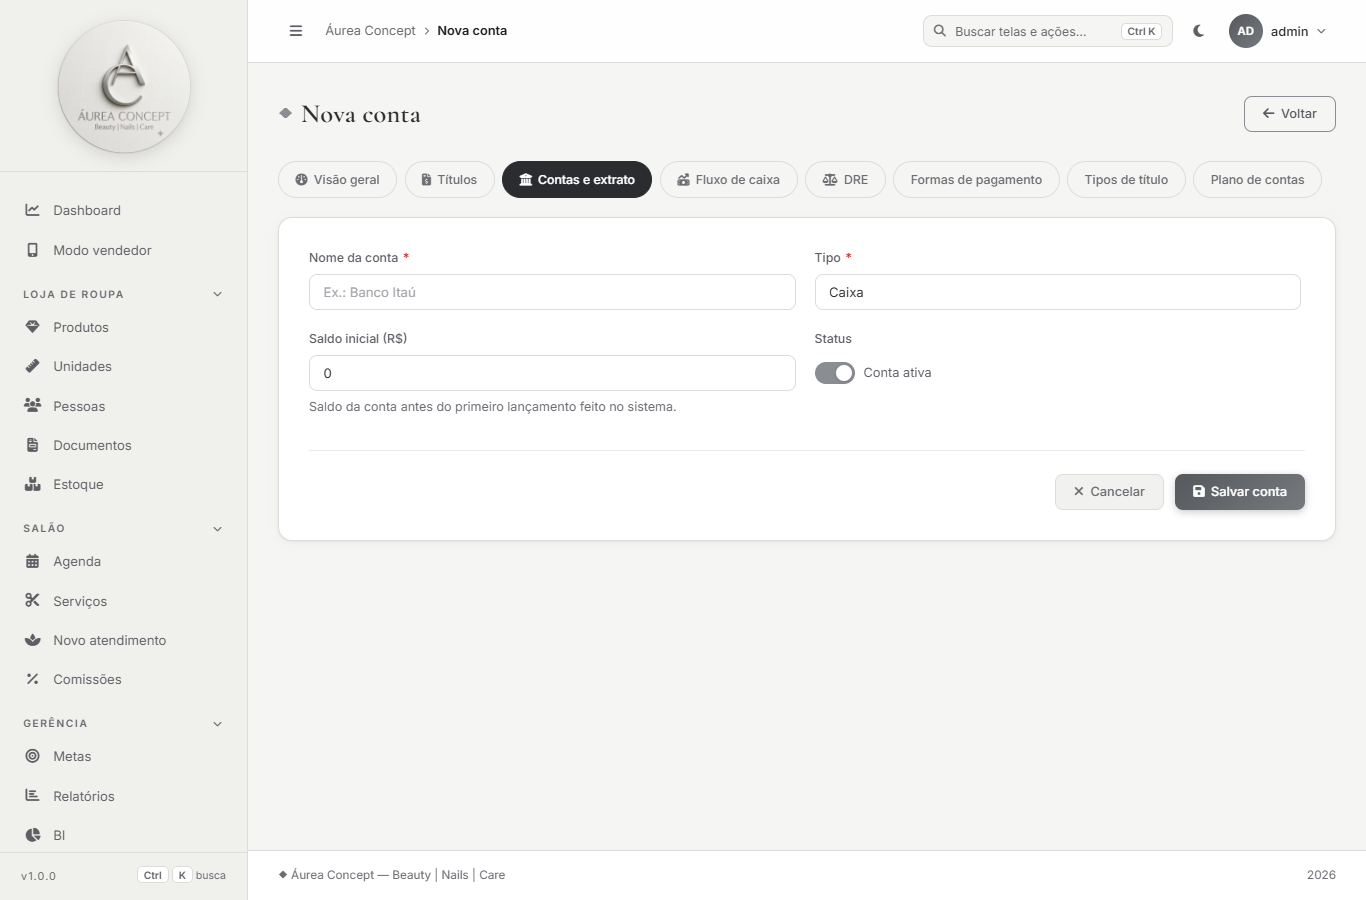 ÁUREA CONCEPT
Beauty | Nails | Care
Dashboard
Modo vendedor
LOJA DE ROUPA
Produtos
Unidades
Pessoas
Documentos
Estoque
SALÃO
Agenda
Serviços
Novo atendimento
Comissões
GERÊNCIA
Metas
Relatórios
BI
v1.0.0 Ctrl K busca
Áurea Concept › Nova conta
Buscar telas e ações... Ctrl K
AD admin
Nova conta
Voltar
Visão geral Títulos Contas e extrato Fluxo de caixa DRE Formas de pagamento Tipos de título Plano de contas
Nome da conta * Tipo *
Ex.: Banco Itaú Caixa
Saldo inicial (R$) Status
0 Conta ativa
Saldo da conta antes do primeiro lançamento feito no sistema.
Cancelar Salvar conta
Áurea Concept — Beauty | Nails | Care 2026